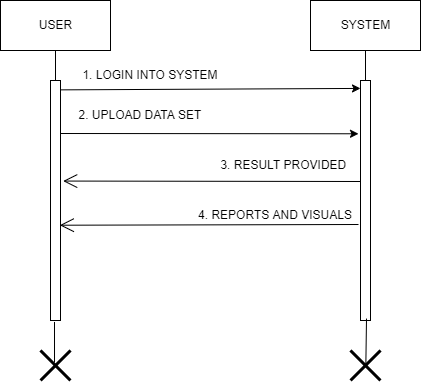 USER
SYSTEM
1. LOGIN INTO SYSTEM
2. UPLOAD DATA SET
3. RESULT PROVIDED
4. REPORTS AND VISUALS